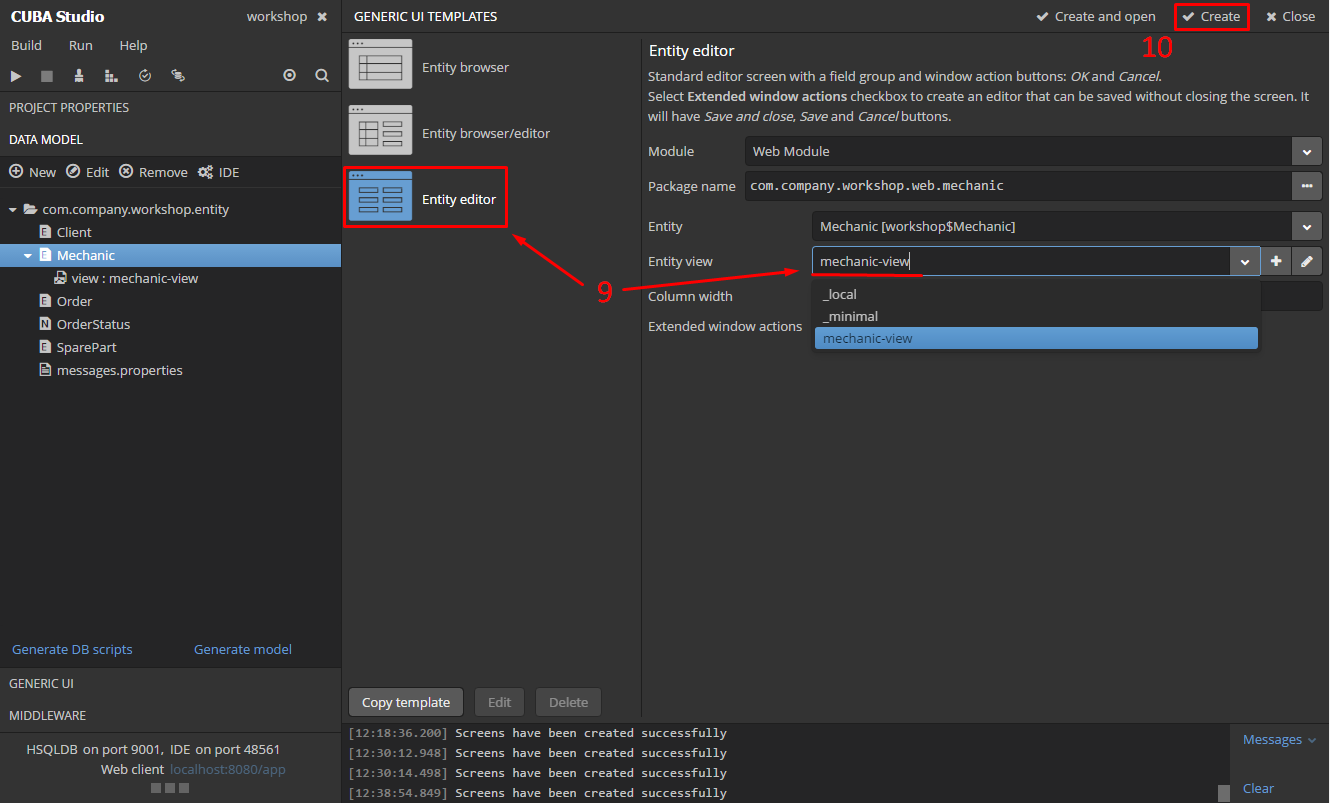 CUBA Studio
workshop
Build Run Help
PROJECT PROPERTIES
DATA MODEL
New Edit Remove IDE
com.company.workshop.entity
E Client
E Mechanic
view : mechanic-view
E Order
N OrderStatus
E SparePart
messages.properties
Generate DB scripts Generate model
GENERIC UI
MIDDLEWARE
HSQLDB on port 9001, IDE on port 48561
Web client localhost:8080/app
GENERIC UI TEMPLATES
Create and open Create Close
10
Entity browser
Entity browser/editor
Entity editor
9
Entity editor
Standard editor screen with a field group and window action buttons: OK and Cancel.
Select Extended window actions checkbox to create an editor that can be saved without closing the screen. It
will have Save and close, Save and Cancel buttons.
Module Web Module
Package name com.company.workshop.web.mechanic
Entity Mechanic [workshop$Mechanic]
Entity view mechanic-view
Column width
Extended window actions
_local
_minimal
mechanic-view
Copy template Edit Delete
[12:18:36.200] Screens have been created successfully
[12:30:12.948] Screens have been created successfully
[12:30:14.498] Screens have been created successfully
[12:38:54.849] Screens have been created successfully
Messages
Clear